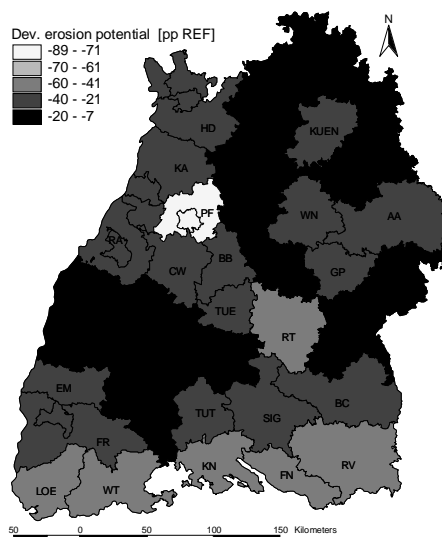 Dev. erosion potential [pp REF]
-89 - -71
-70 - -61
-60 - -41
-40 - -21
-20 - -7
N
HD
KUEN
KA
PF
WN
AA
RA
CW
BB
GP
TUE
RT
EM
TUT
SIG
BC
FR
KN
FN
RV
LOE
WT
50 0 50 100 150 Kilometers